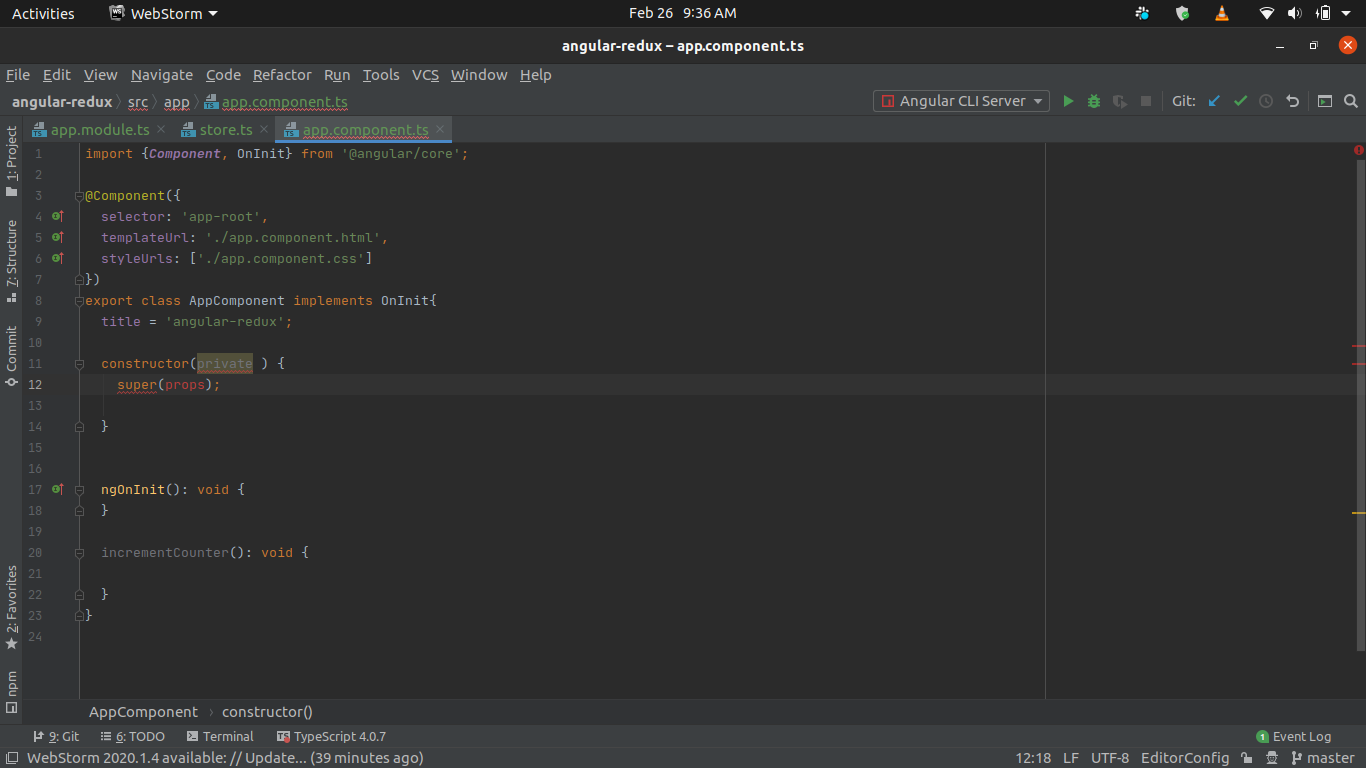 Activities WebStorm Feb 26 9:36 AM
angular-redux – app.component.ts
File Edit View Navigate Code Refactor Run Tools VCS Window Help
angular-redux src app app.component.ts Angular CLI Server Git:
app.module.ts store.ts app.component.ts
1: Project
7: Structure
Commit
2: Favorites
npm
1 import {Component, OnInit} from '@angular/core';
2
3 @Component({
4 selector: 'app-root',
5 templateUrl: './app.component.html',
6 styleUrls: ['./app.component.css']
7 })
8 export class AppComponent implements OnInit{
9 title = 'angular-redux';
10
11 constructor(private ) {
12 super(props);
13
14 }
15
16
17 ngOnInit(): void {
18 }
19
20 incrementCounter(): void {
21
22 }
23 }
24
AppComponent › constructor()
9: Git 6: TODO Terminal TypeScript 4.0.7 1 Event Log
WebStorm 2020.1.4 available: // Update... (39 minutes ago) 12:18 LF UTF-8 EditorConfig master